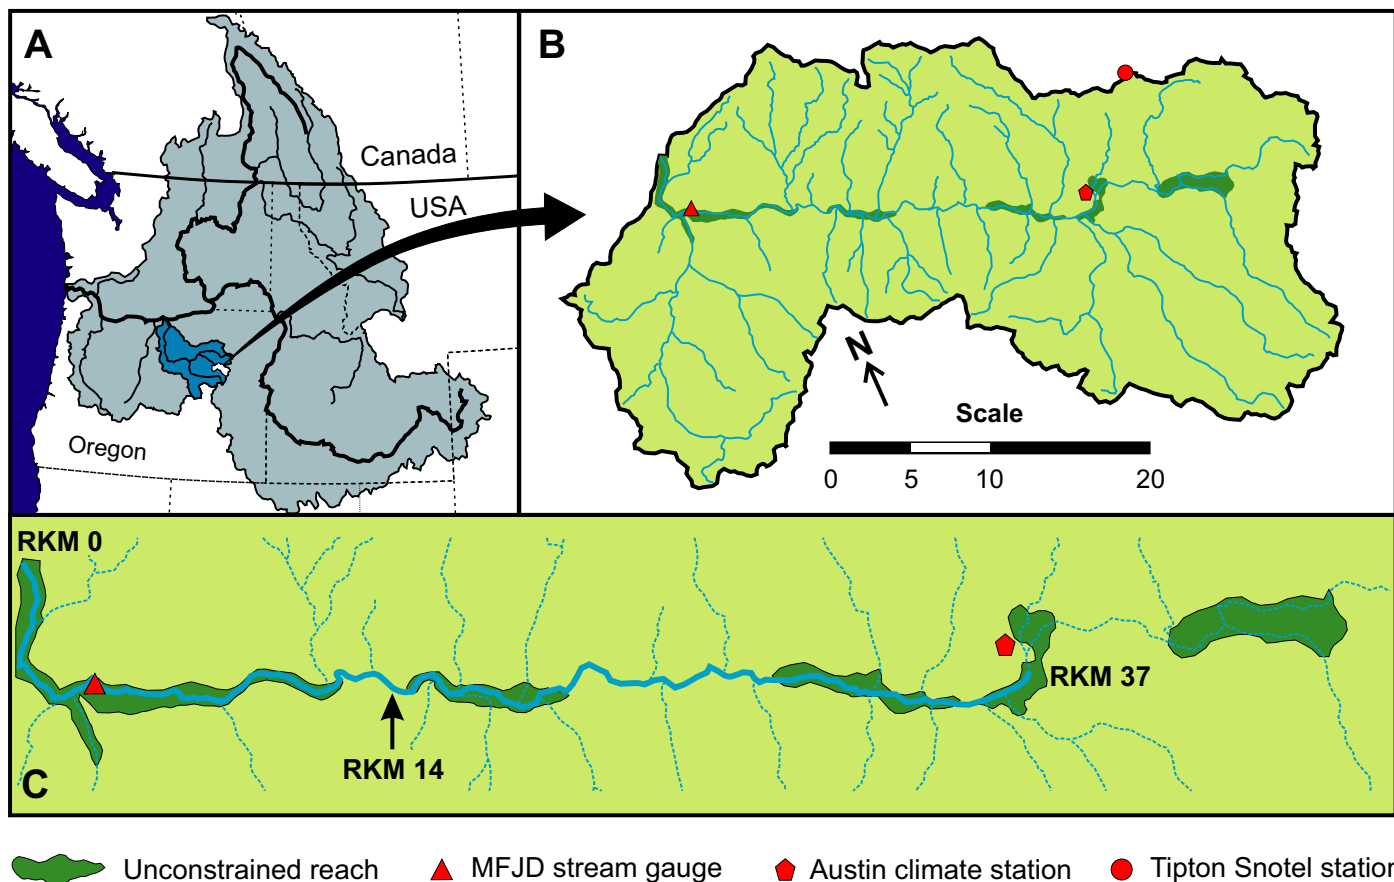 A
Canada
USA
Oregon
B
N
Scale
0 5 10 20
RKM 0
RKM 37
RKM 14
C
Unconstrained reach
MFJD stream gauge
Austin climate station
Tipton Snotel station